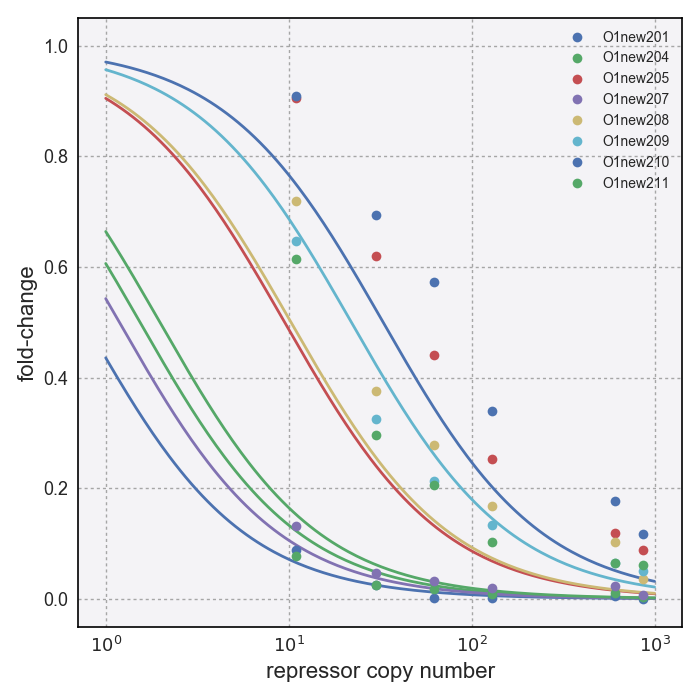 1.0
0.8
0.6
0.4
0.2
0.0
fold-change
10⁰
10¹
10²
10³
repressor copy number
O1new201
O1new204
O1new205
O1new207
O1new208
O1new209
O1new210
O1new211